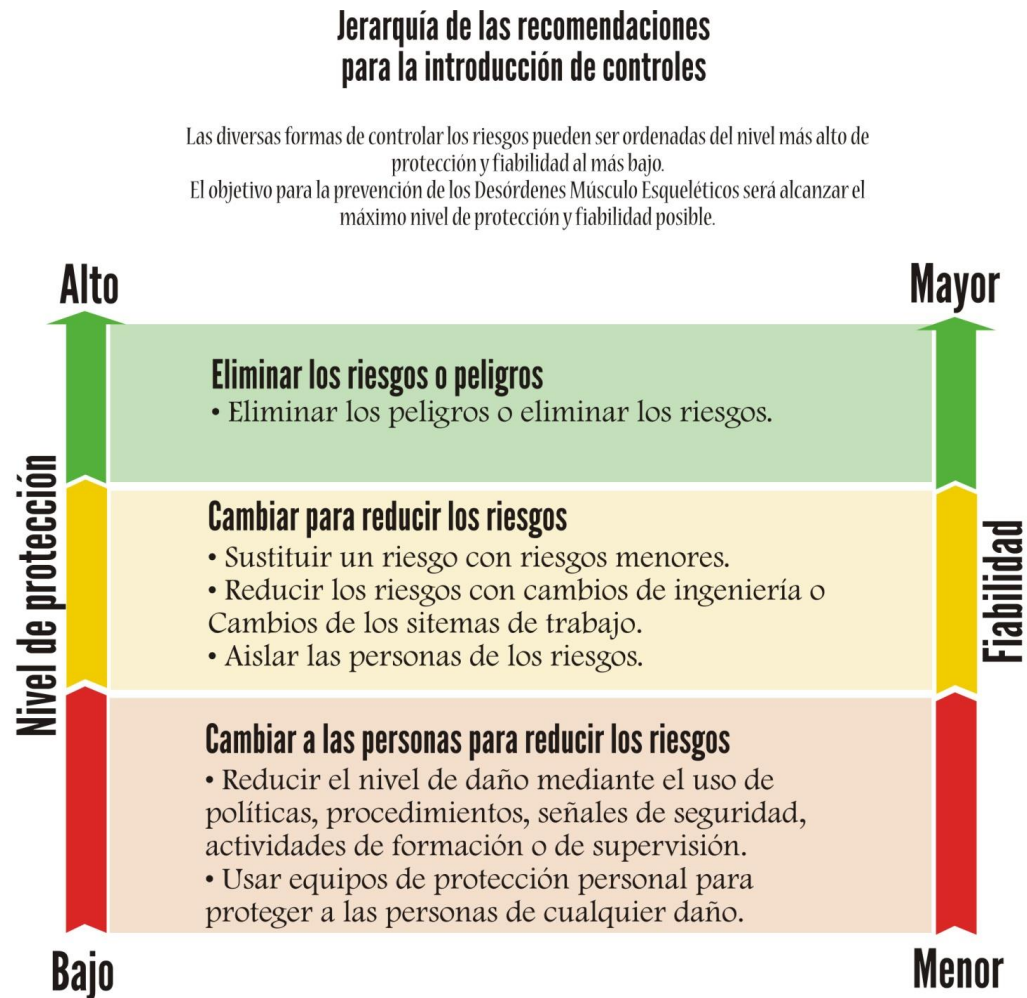 Jerarquía de las recomendaciones
para la introducción de controles
Las diversas formas de controlar los riesgos pueden ser ordenadas del nivel más alto de
protección y fiabilidad al más bajo.
El objetivo para la prevención de los Desórdenes Músculo Esqueléticos será alcanzar el
máximo nivel de protección y fiabilidad posible.
Alto
Mayor
Nivel de protección
Fiabilidad
Eliminar los riesgos o peligros
• Eliminar los peligros o eliminar los riesgos.
Cambiar para reducir los riesgos
• Sustituir un riesgo con riesgos menores.
• Reducir los riesgos con cambios de ingeniería o
Cambios de los sitemas de trabajo.
• Aislar las personas de los riesgos.
Cambiar a las personas para reducir los riesgos
• Reducir el nivel de daño mediante el uso de
políticas, procedimientos, señales de seguridad,
actividades de formación o de supervisión.
• Usar equipos de protección personal para
proteger a las personas de cualquier daño.
Bajo
Menor